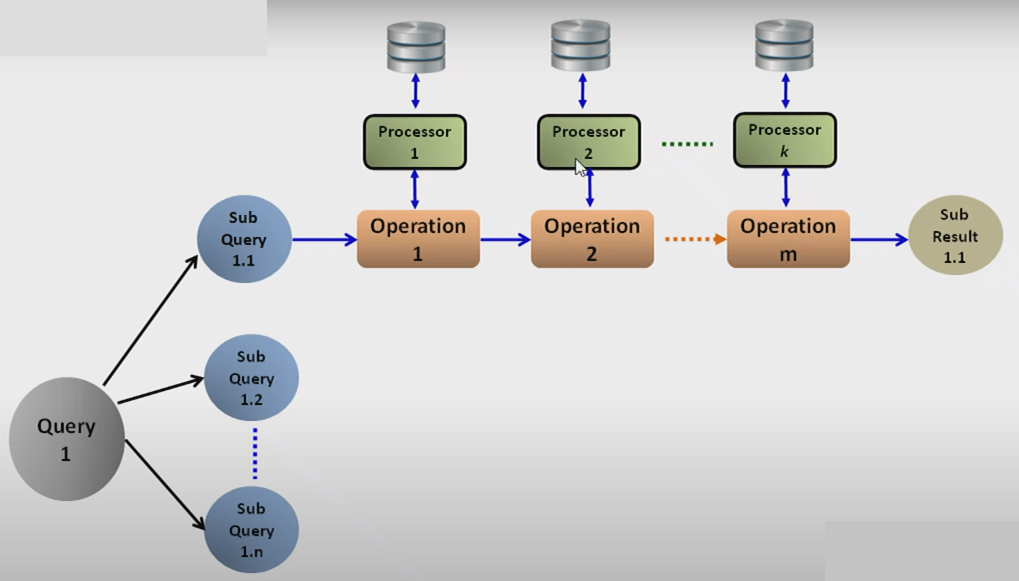 Processor
1
Processor
2
Processor
k
Sub
Query
1.1
Operation
1
Operation
2
Operation
m
Sub
Result
1.1
Sub
Query
1.2
Query
1
Sub
Query
1.n